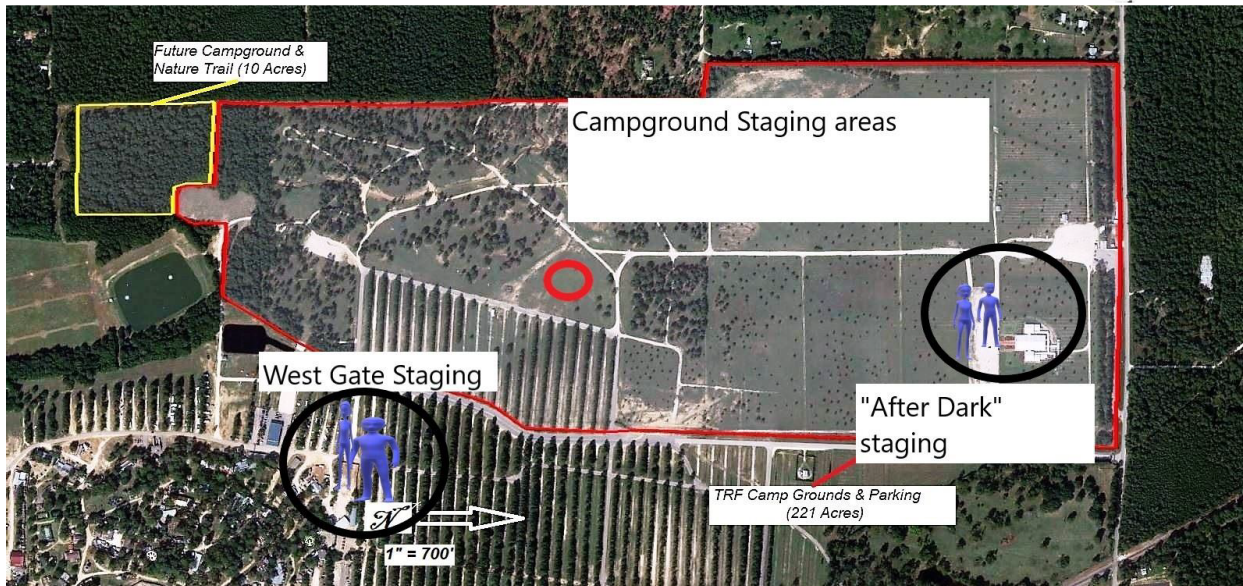 Future Campground &
Nature Trail (10 Acres)
Campground Staging areas
West Gate Staging
"After Dark"
staging
TRF Camp Grounds & Parking
(221 Acres)
N
1" = 700'